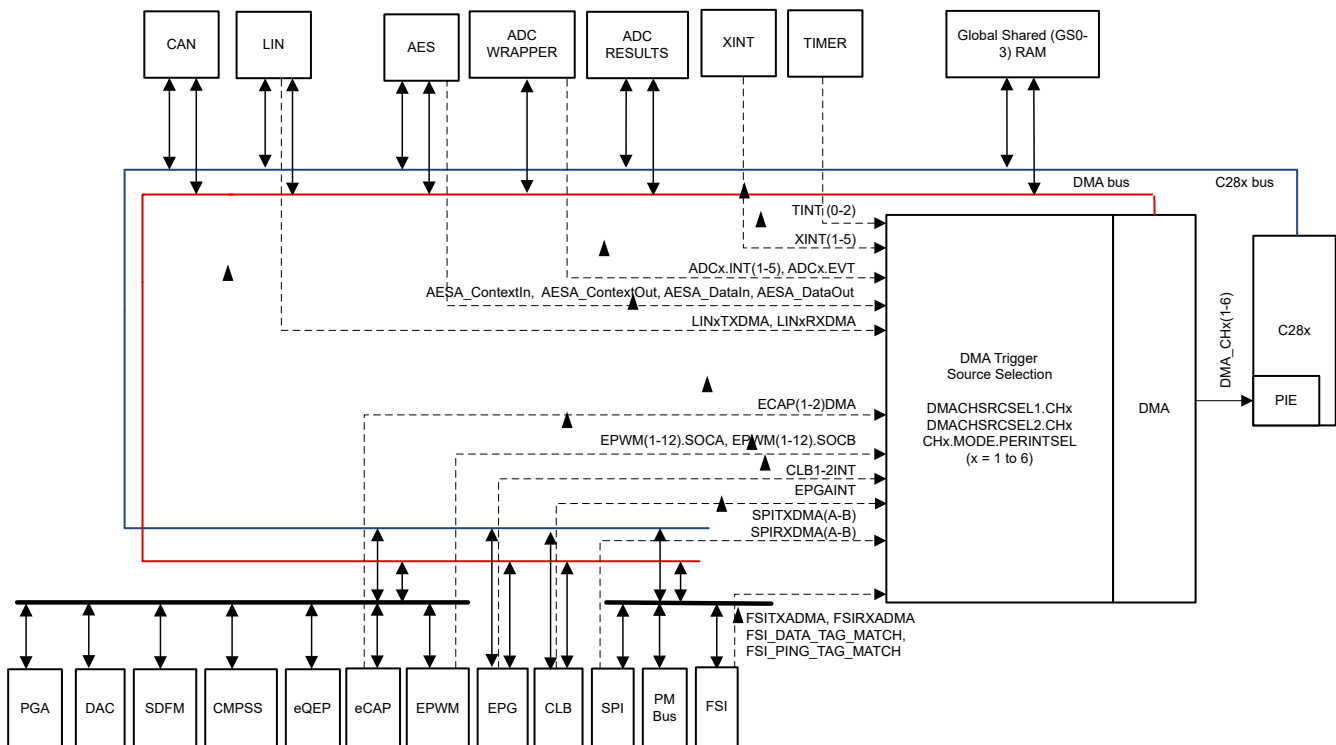 CAN
LIN
AES
ADC
WRAPPER
ADC
RESULTS
XINT
TIMER
Global Shared (GS0-
3) RAM
DMA bus
C28x bus
TINT (0-2)
XINT(1-5)
ADCx.INT(1-5), ADCx.EVT
AESA_ContextIn, AESA_ContextOut, AESA_DataIn, AESA_DataOut
LINxTXDMA, LINxRXDMA
ECAP(1-2)DMA
EPWM(1-12).SOCA, EPWM(1-12).SOCB
CLB1-2INT
EPGAINT
SPITXDMA(A-B)
SPIRXDMA(A-B)
FSITXADMA, FSIRXADMA
FSI_DATA_TAG_MATCH,
FSI_PING_TAG_MATCH
DMA Trigger
Source Selection
DMACHSRCSEL1.CHx
DMACHSRCSEL2.CHx
CHx.MODE.PERINTSEL
(x = 1 to 6)
DMA
DMA_CHx(1-6)
C28x
PIE
PGA
DAC
SDFM
CMPSS
eQEP
eCAP
EPWM
EPG
CLB
SPI
PM
Bus
FSI